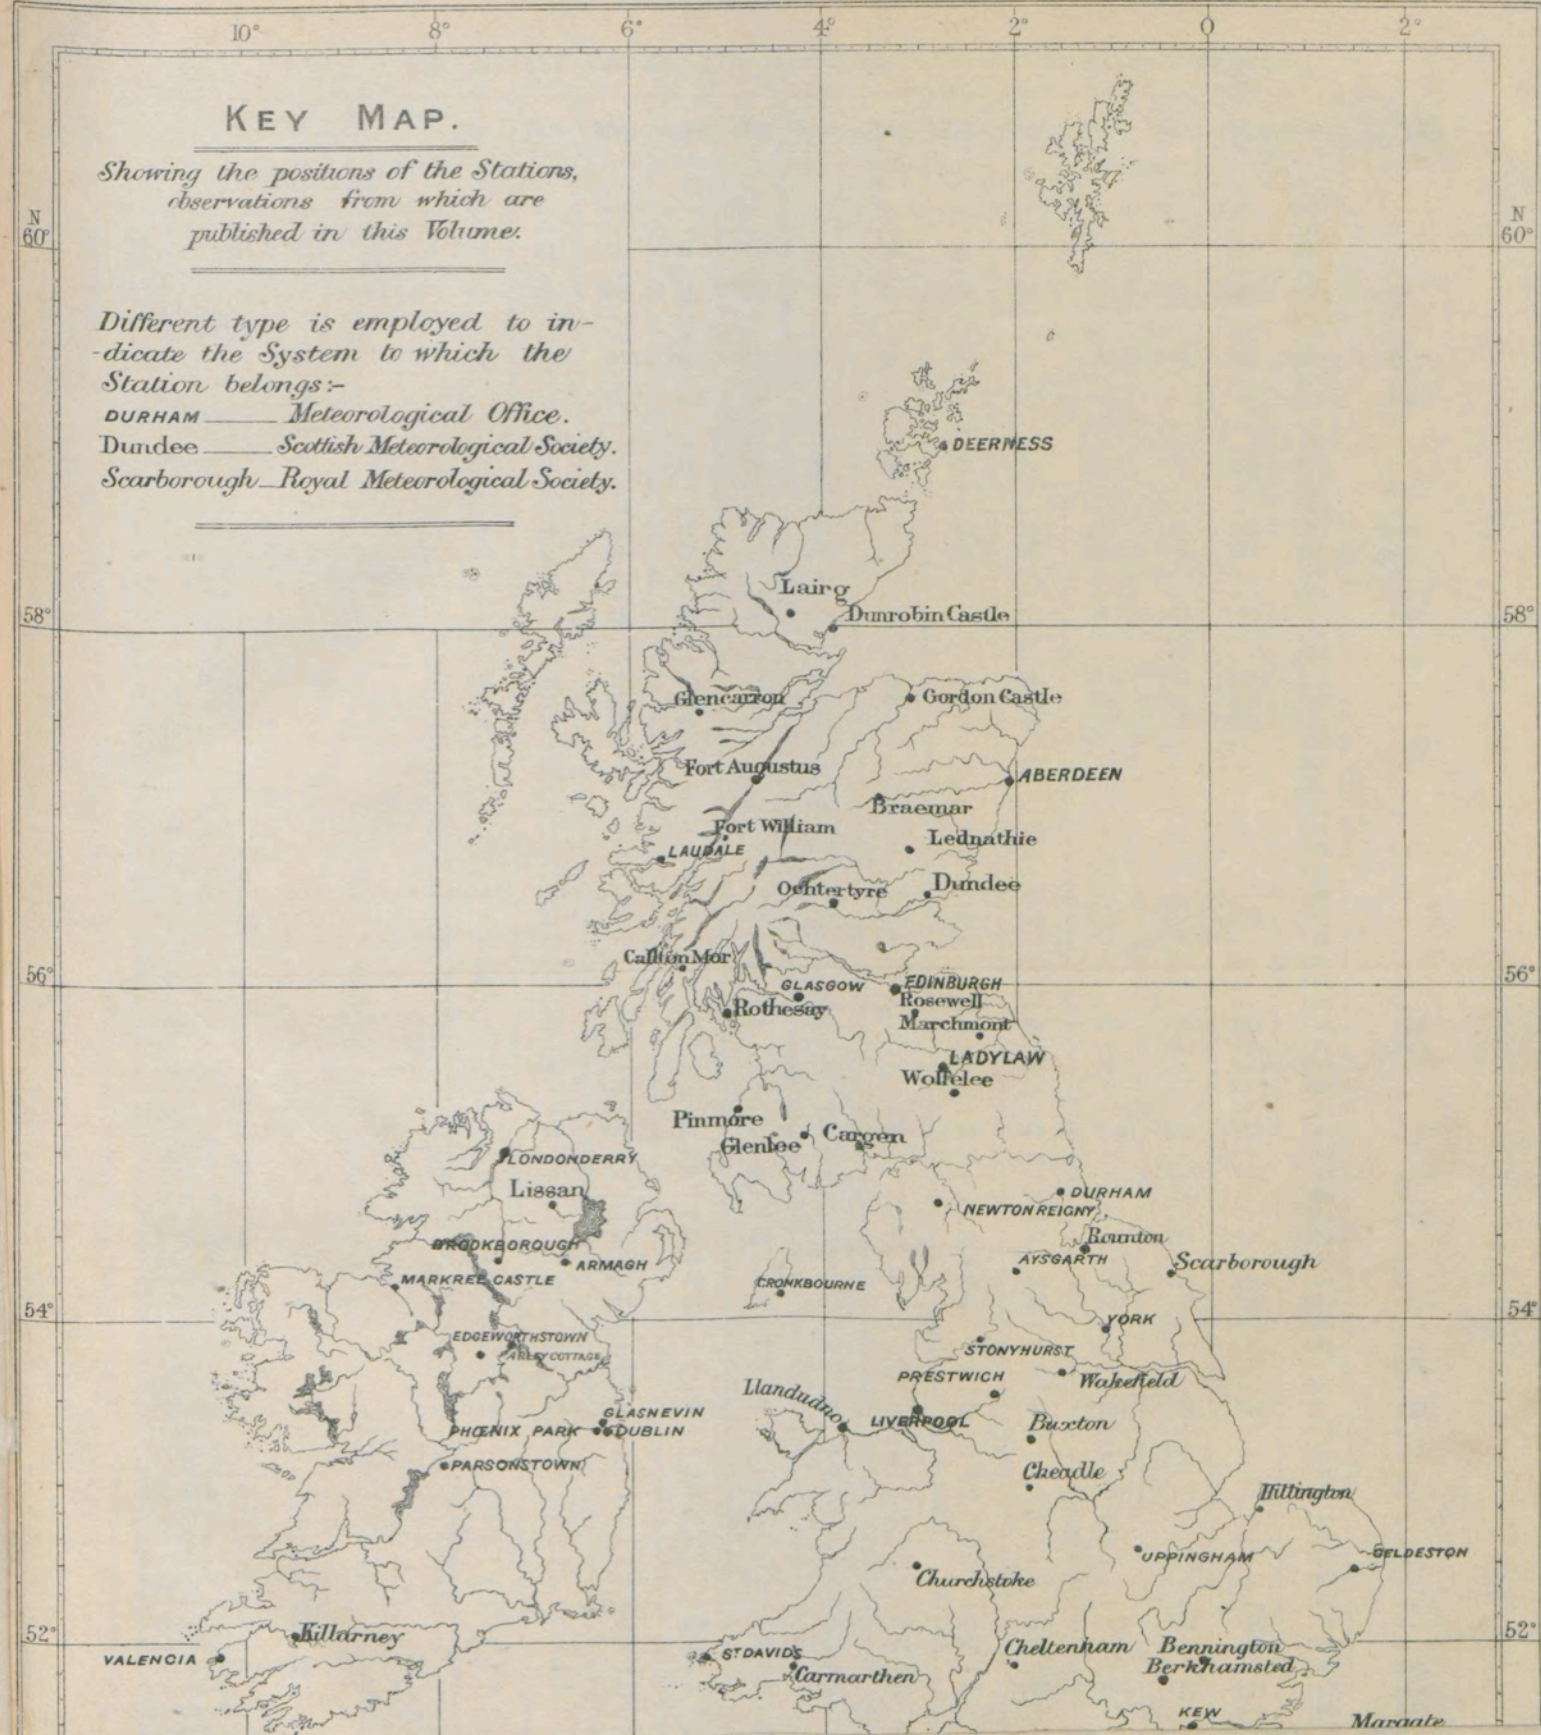 10° 8° 6° 4° 2° 0 2°
KEY MAP.
Showing the positions of the Stations,
observations from which are
published in this Volume.
N
60°
N
60°
Different type is employed to in-
-dicate the System to which the
Station belongs:-
DURHAM Meteorological Office.
Dundee Scottish Meteorological Society.
Scarborough Royal Meteorological Society.
DEERNESS
Lairg
58°
Dunrobin Castle
58°
Glencarron
Gordon Castle
Fort Augustus
ABERDEEN
Braemar
Fort William
Lednathie
LAUDALE
Ochtertyre
Dundee
Callton Mor
56°
GLASGOW
EDINBURGH
56°
Rothesay
Rosewell
Marchmont
LADYLAW
Wolfelee
Pinmore
Glenlee
Cargen
LONDONDERRY
Lissan
DURHAM
NEWTON REIGNY
Rounton
BROOKBOROUGH
ARMAGH
AYSGARTH
Scarborough
MARKREE CASTLE
CRONKBOURNE
54°
54°
YORK
EDGEWORTHSTOWN
ARLEY COTTAGE
STONYHURST
PRESTWICH
Wakefield
Llandudno
GLASNEVIN
LIVERPOOL
Buxton
PHŒNIX PARK
DUBLIN
PARSONSTOWN
Cheadle
Hillington
UPPINGHAM
GELDESTON
Churchstoke
52°
Killarney
52°
VALENCIA
ST DAVIDS
Cheltenham
Bennington
Carmarthen
Berkhamsted
KEW
Margate